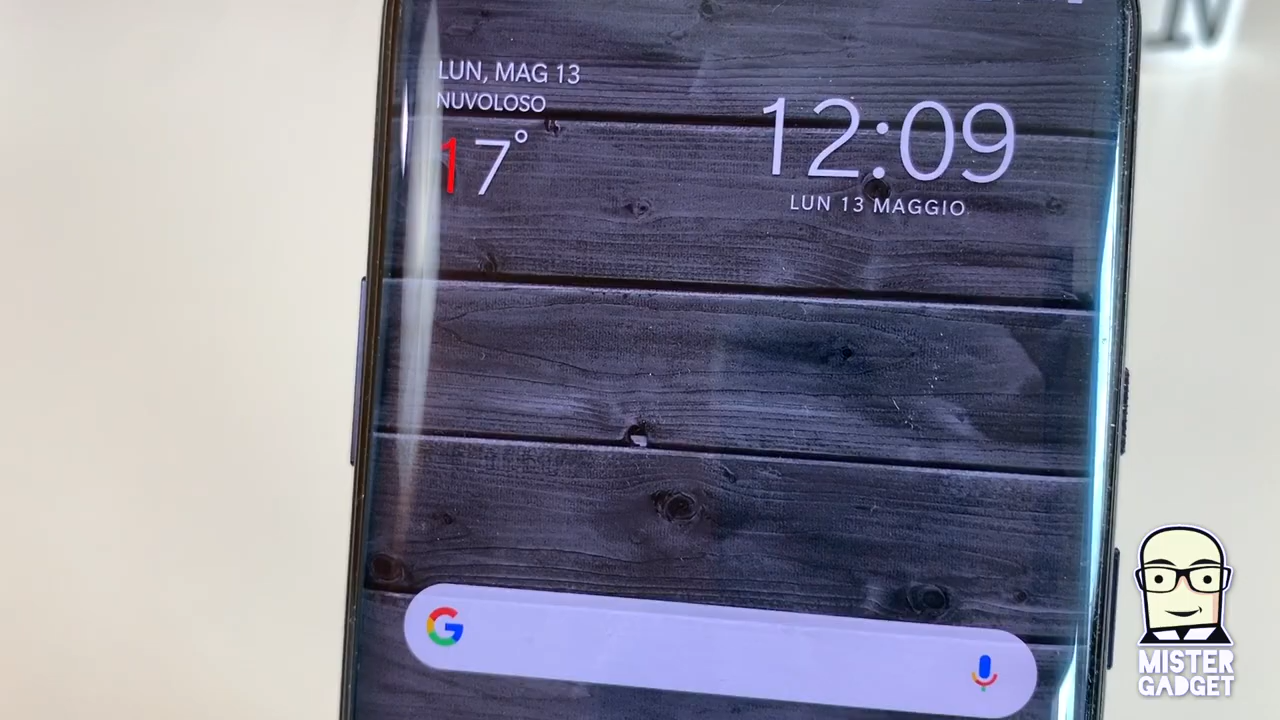 LUN, MAG 13
NUVOLOSO
17°
12:09
LUN 13 MAGGIO
G
MISTER
GADGET